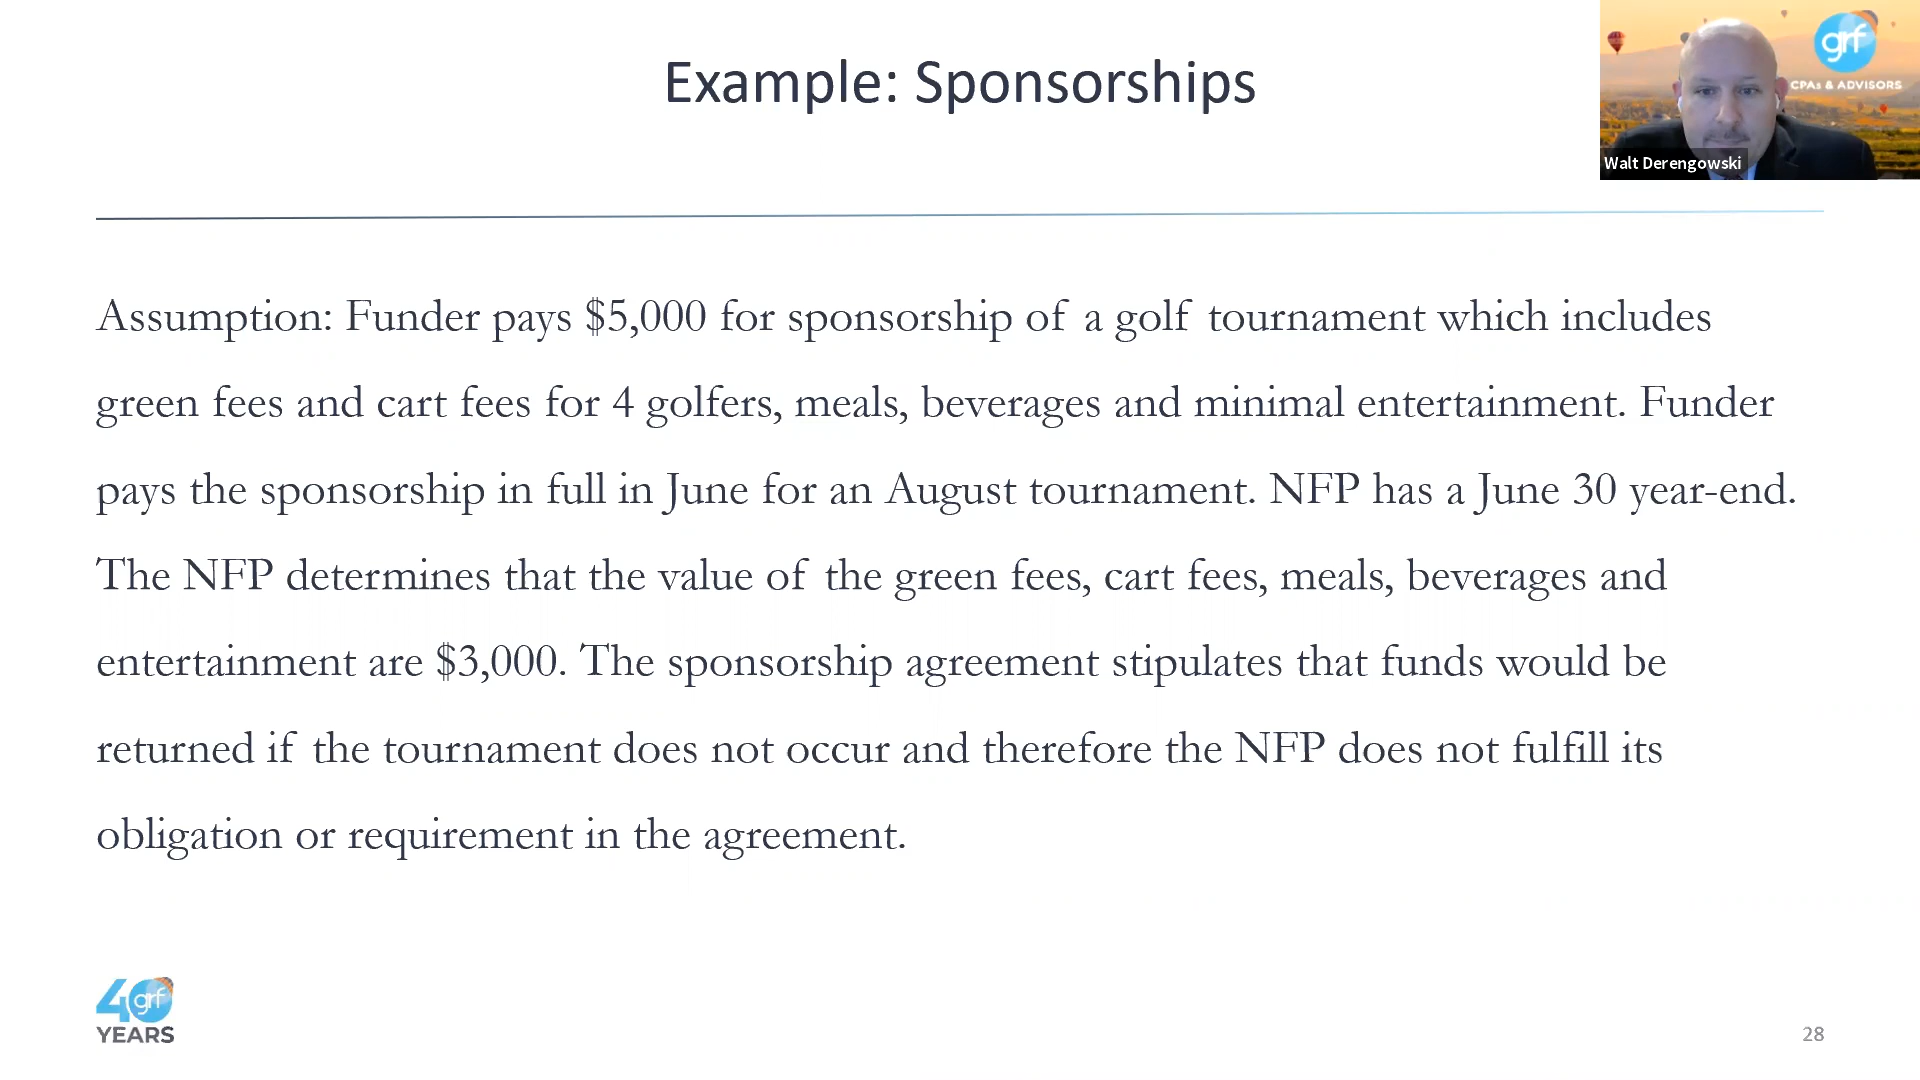 Example: Sponsorships
grf
CPAs & ADVISORS
Walt Derengowski
Assumption: Funder pays $5,000 for sponsorship of a golf tournament which includes
green fees and cart fees for 4 golfers, meals, beverages and minimal entertainment. Funder
pays the sponsorship in full in June for an August tournament. NFP has a June 30 year-end.
The NFP determines that the value of the green fees, cart fees, meals, beverages and
entertainment are $3,000. The sponsorship agreement stipulates that funds would be
returned if the tournament does not occur and therefore the NFP does not fulfill its
obligation or requirement in the agreement.
40 grf
YEARS
28